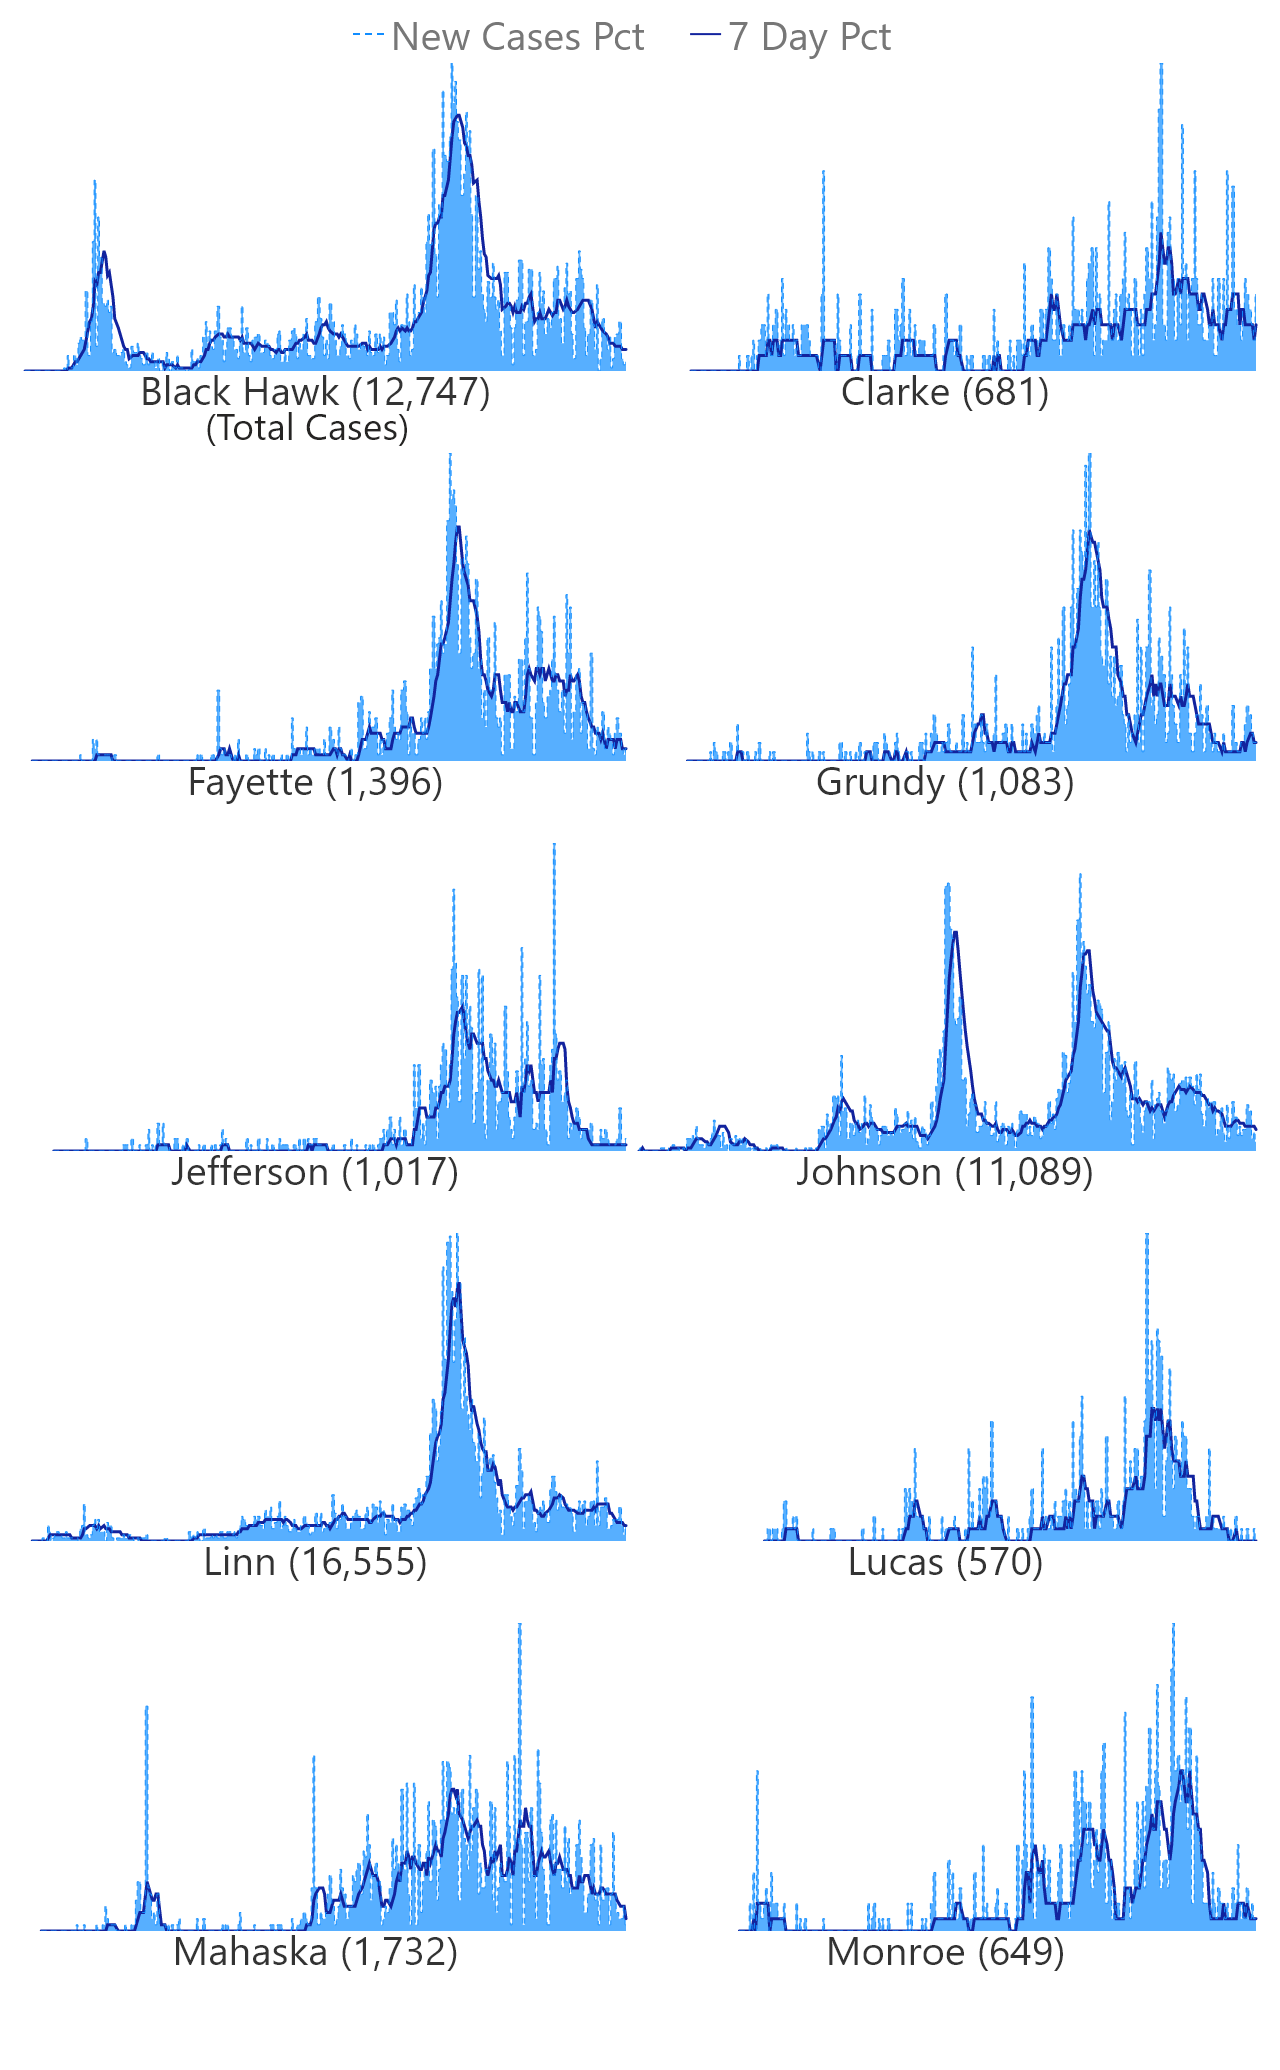 New Cases Pct 7 Day Pct
Black Hawk (12,747)
(Total Cases)
Clarke (681)
Fayette (1,396)
Grundy (1,083)
Jefferson (1,017)
Johnson (11,089)
Linn (16,555)
Lucas (570)
Mahaska (1,732)
Monroe (649)